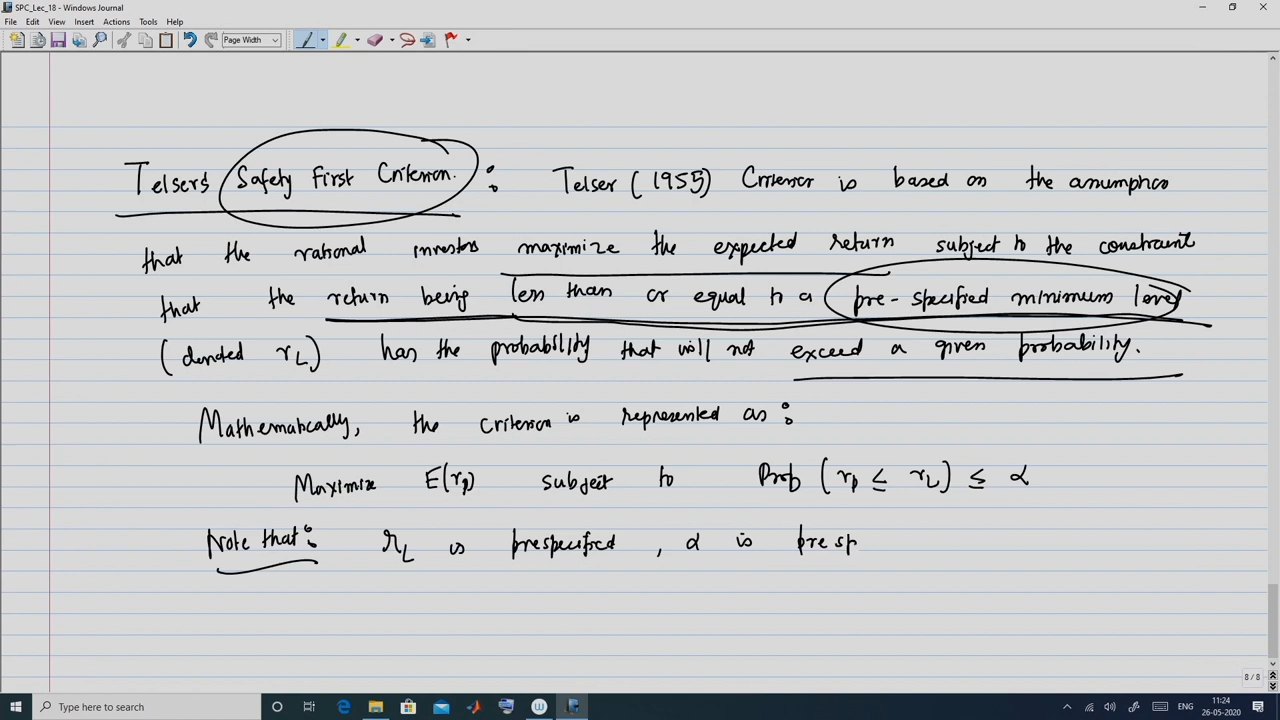 SPC_Lec_18 - Windows Journal
File Edit View Insert Actions Tools Help
Page Width
Telser's Safety First Criterion : Telser (1955) Criterion is based on the assumption
that the rational investors maximize the expected return subject to the constraint
that the return being less than or equal to a pre-specified minimum level
(denoted rL) has the probability that will not exceed a given probability.
Mathematically, the criterion is represented as :
Maximize E(rp) subject to Prob (rp ≤ rL) ≤ α
Note that : rL is prespecified , α is pre sp
8 / 8
Type here to search
11:24
26-05-2020